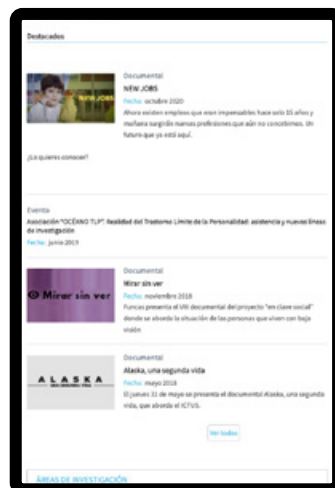 Destacados
NEW JOBS
Documental
NEW JOBS
Fecha: octubre 2020
Ahora existen empleos que eran impensables hace solo 15 años y
mañana surgirán nuevas profesiones que aún no concebimos. Un
futuro que ya está aquí.
¿Lo quieres conocer?
Evento
Asociación "OCÉANO TLP". Realidad del Trastorno Límite de la Personalidad: asistencia y nuevas líneas
de investigación
Fecha: junio 2019
Mirar sin ver
Documental
Mirar sin ver
Fecha: noviembre 2018
Funcas presenta el VIII documental del proyecto "en clave social"
donde se aborda la situación de las personas que viven con baja
visión
ALASKA
Documental
Alaska, una segunda vida
Fecha: mayo 2018
El jueves 31 de mayo se presenta el documental Alaska, una segunda
vida, que aborda el ICTUS.
Ver todos
ÁREAS DE INVESTIGACIÓN